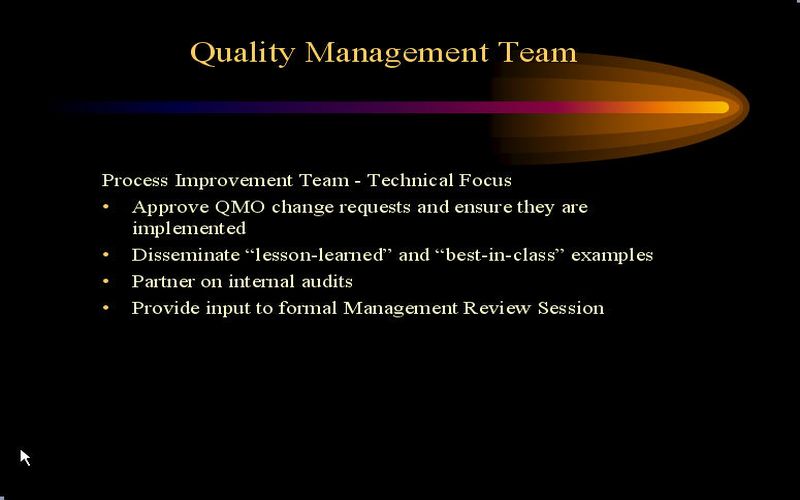 Quality Management Team
Process Improvement Team - Technical Focus
• Approve QMO change requests and ensure they are
implemented
• Disseminate “lesson-learned” and “best-in-class” examples
• Partner on internal audits
• Provide input to formal Management Review Session